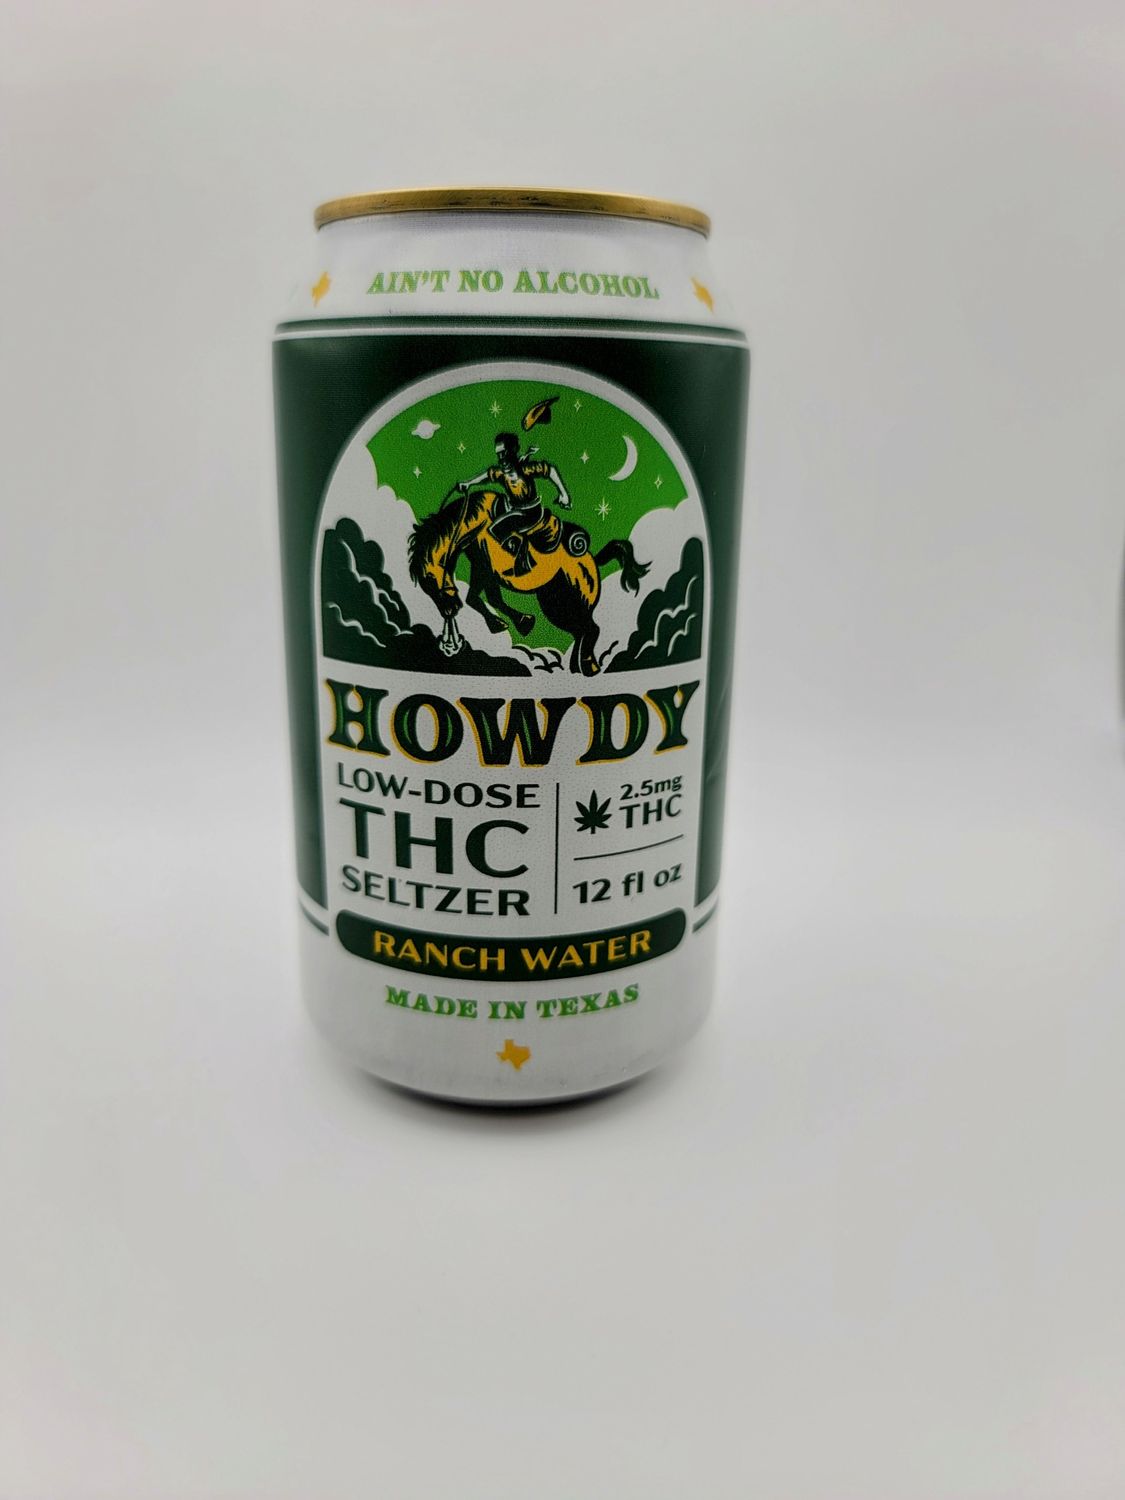 AIN'T NO ALCOHOL
HOWDY
LOW-DOSE
THC
SELTZER
2.5mg
THC
12 fl oz
RANCH WATER
MADE IN TEXAS